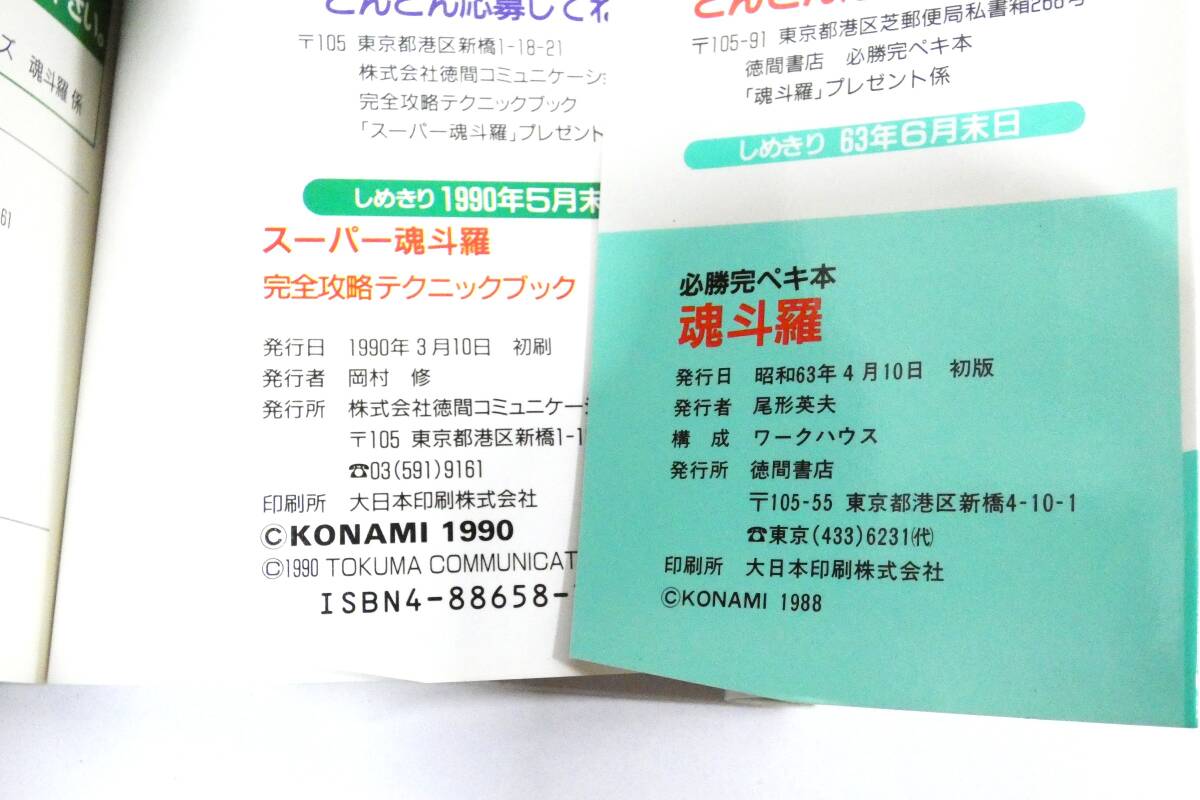 さい。
ズ 魂斗羅係
61
どんどん応募してね
〒105 東京都港区新橋1-18-21
株式会社徳間コミュニケーシ
完全攻略テクニックブック
「スーパー魂斗羅」プレゼント
しめきり 1990年5月末
スーパー魂斗羅
完全攻略テクニックブック
発行日 1990年3月10日 初刷
発行者 岡村 修
発行所 株式会社徳間コミュニケーシ
〒105 東京都港区新橋1-1
☎03(591)9161
印刷所 大日本印刷株式会社
©KONAMI 1990
©1990 TOKUMA COMMUNICAT
ISBN4-88658-
〒105-91 東京都港区芝郵便局私書箱268号
徳間書店 必勝完ペキ本
「魂斗羅」プレゼント係
しめきり 63年6月末日
必勝完ペキ本
魂斗羅
発行日 昭和63年4月10日 初版
発行者 尾形英夫
構 成 ワークハウス
発行所 徳間書店
〒105-55 東京都港区新橋4-10-1
☎東京(433)6231㈹
印刷所 大日本印刷株式会社
©KONAMI 1988